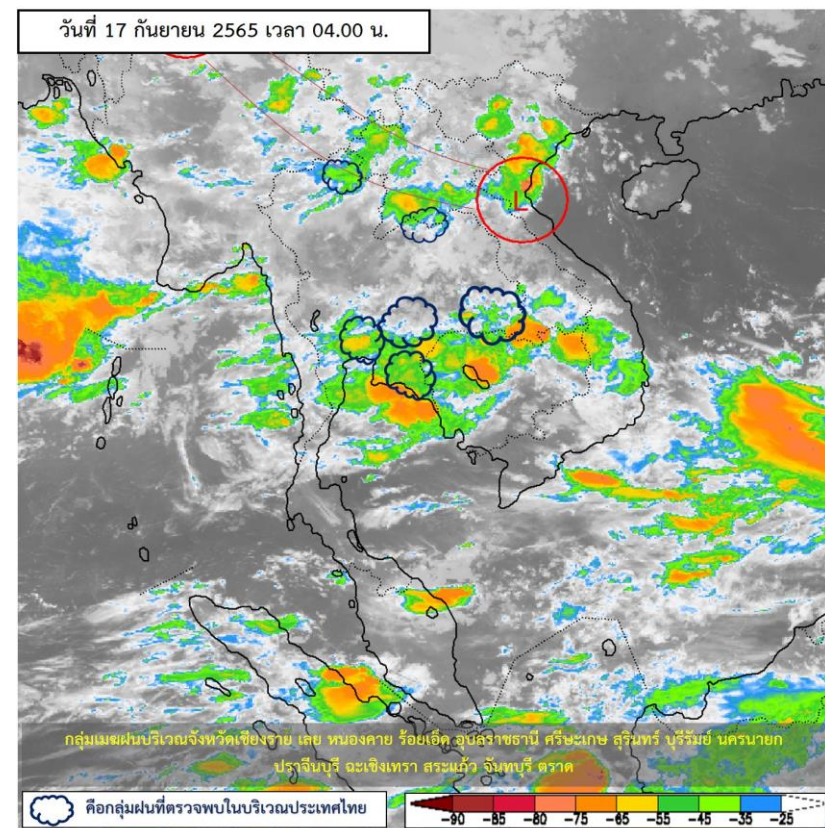 วันที่ 17 กันยายน 2565 เวลา 04.00 น.
L
กลุ่มเมฆฝนบริเวณจังหวัดเชียงราย เลย หนองคาย ร้อยเอ็ด อุบลราชธานี ศรีษะเกษ สุรินทร์ บุรีรัมย์ นครนายก
ปราจีนบุรี ฉะเชิงเทรา สระแก้ว จันทบุรี ตราด
คือกลุ่มฝนที่ตรวจพบในบริเวณประเทศไทย
-90 -85 -80 -75 -65 -55 -45 -35 -25